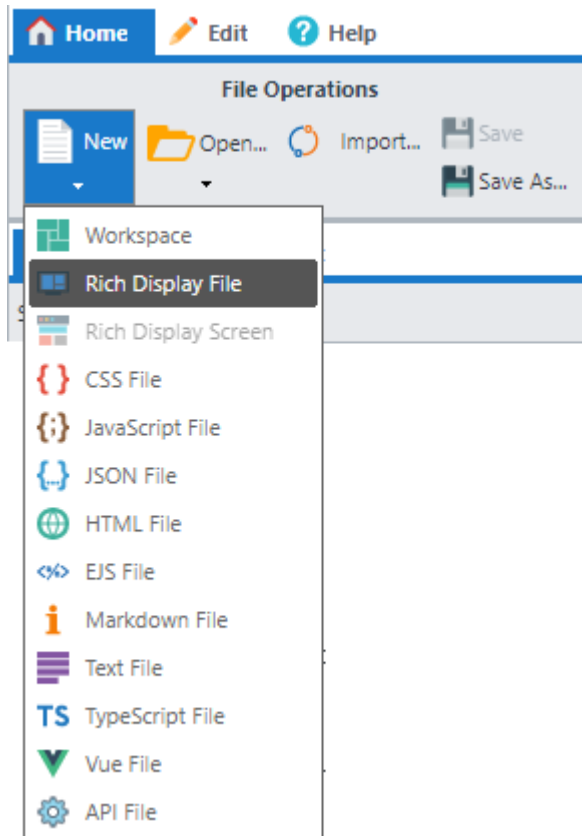 Home Edit Help
File Operations
New Open... Import... Save
Save As...
Workspace
Rich Display File
Rich Display Screen
CSS File
JavaScript File
JSON File
HTML File
EJS File
Markdown File
Text File
TS TypeScript File
Vue File
API File